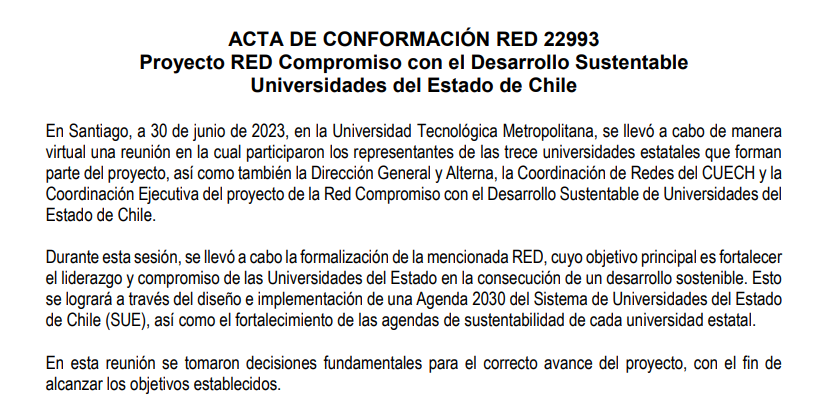 ACTA DE CONFORMACIÓN RED 22993
Proyecto RED Compromiso con el Desarrollo Sustentable
Universidades del Estado de Chile
En Santiago, a 30 de junio de 2023, en la Universidad Tecnológica Metropolitana, se llevó a cabo de manera
virtual una reunión en la cual participaron los representantes de las trece universidades estatales que forman
parte del proyecto, así como también la Dirección General y Alterna, la Coordinación de Redes del CUECH y la
Coordinación Ejecutiva del proyecto de la Red Compromiso con el Desarrollo Sustentable de Universidades del
Estado de Chile.
Durante esta sesión, se llevó a cabo la formalización de la mencionada RED, cuyo objetivo principal es fortalecer
el liderazgo y compromiso de las Universidades del Estado en la consecución de un desarrollo sostenible. Esto
se logrará a través del diseño e implementación de una Agenda 2030 del Sistema de Universidades del Estado
de Chile (SUE), así como el fortalecimiento de las agendas de sustentabilidad de cada universidad estatal.
En esta reunión se tomaron decisiones fundamentales para el correcto avance del proyecto, con el fin de
alcanzar los objetivos establecidos.